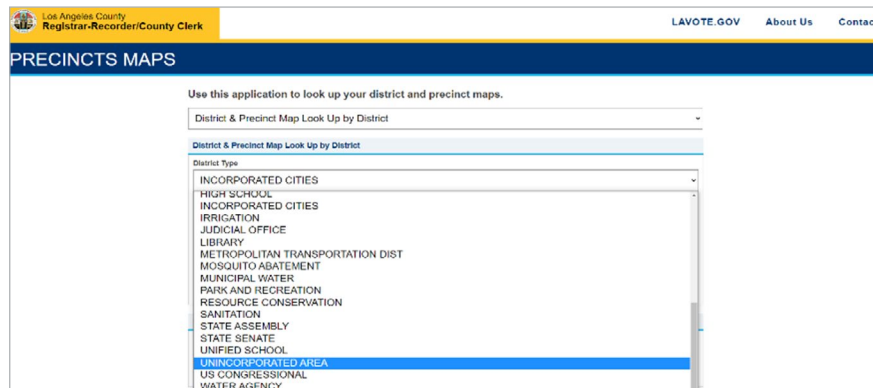 Los Angeles County
Registrar-Recorder/County Clerk
LAVOTE.GOV About Us Contac
PRECINCTS MAPS
Use this application to look up your district and precinct maps.
District & Precinct Map Look Up by District
District & Precinct Map Look Up by District
District Type
INCORPORATED CITIES
HIGH SCHOOL
INCORPORATED CITIES
IRRIGATION
JUDICIAL OFFICE
LIBRARY
METROPOLITAN TRANSPORTATION DIST
MOSQUITO ABATEMENT
MUNICIPAL WATER
PARK AND RECREATION
RESOURCE CONSERVATION
SANITATION
STATE ASSEMBLY
STATE SENATE
UNIFIED SCHOOL
UNINCORPORATED AREA
US CONGRESSIONAL
WATER AGENCY